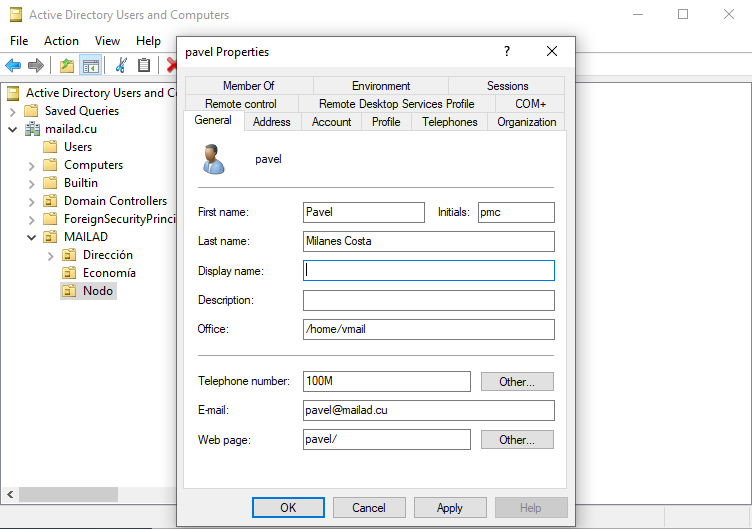 Active Directory Users and Computers
File Action View Help
Active Directory Users and C
Saved Queries
mailad.cu
Users
Computers
Builtin
Domain Controllers
ForeignSecurityPrinci
MAILAD
Dirección
Economía
Nodo
pavel Properties
?
Member Of Environment Sessions
Remote control Remote Desktop Services Profile COM+
General Address Account Profile Telephones Organization
pavel
First name: Pavel Initials: pmc
Last name: Milanes Costa
Display name:
Description:
Office: /home/vmail
Telephone number: 100M Other...
E-mail: pavel@mailad.cu
Web page: pavel/ Other...
OK Cancel Apply Help